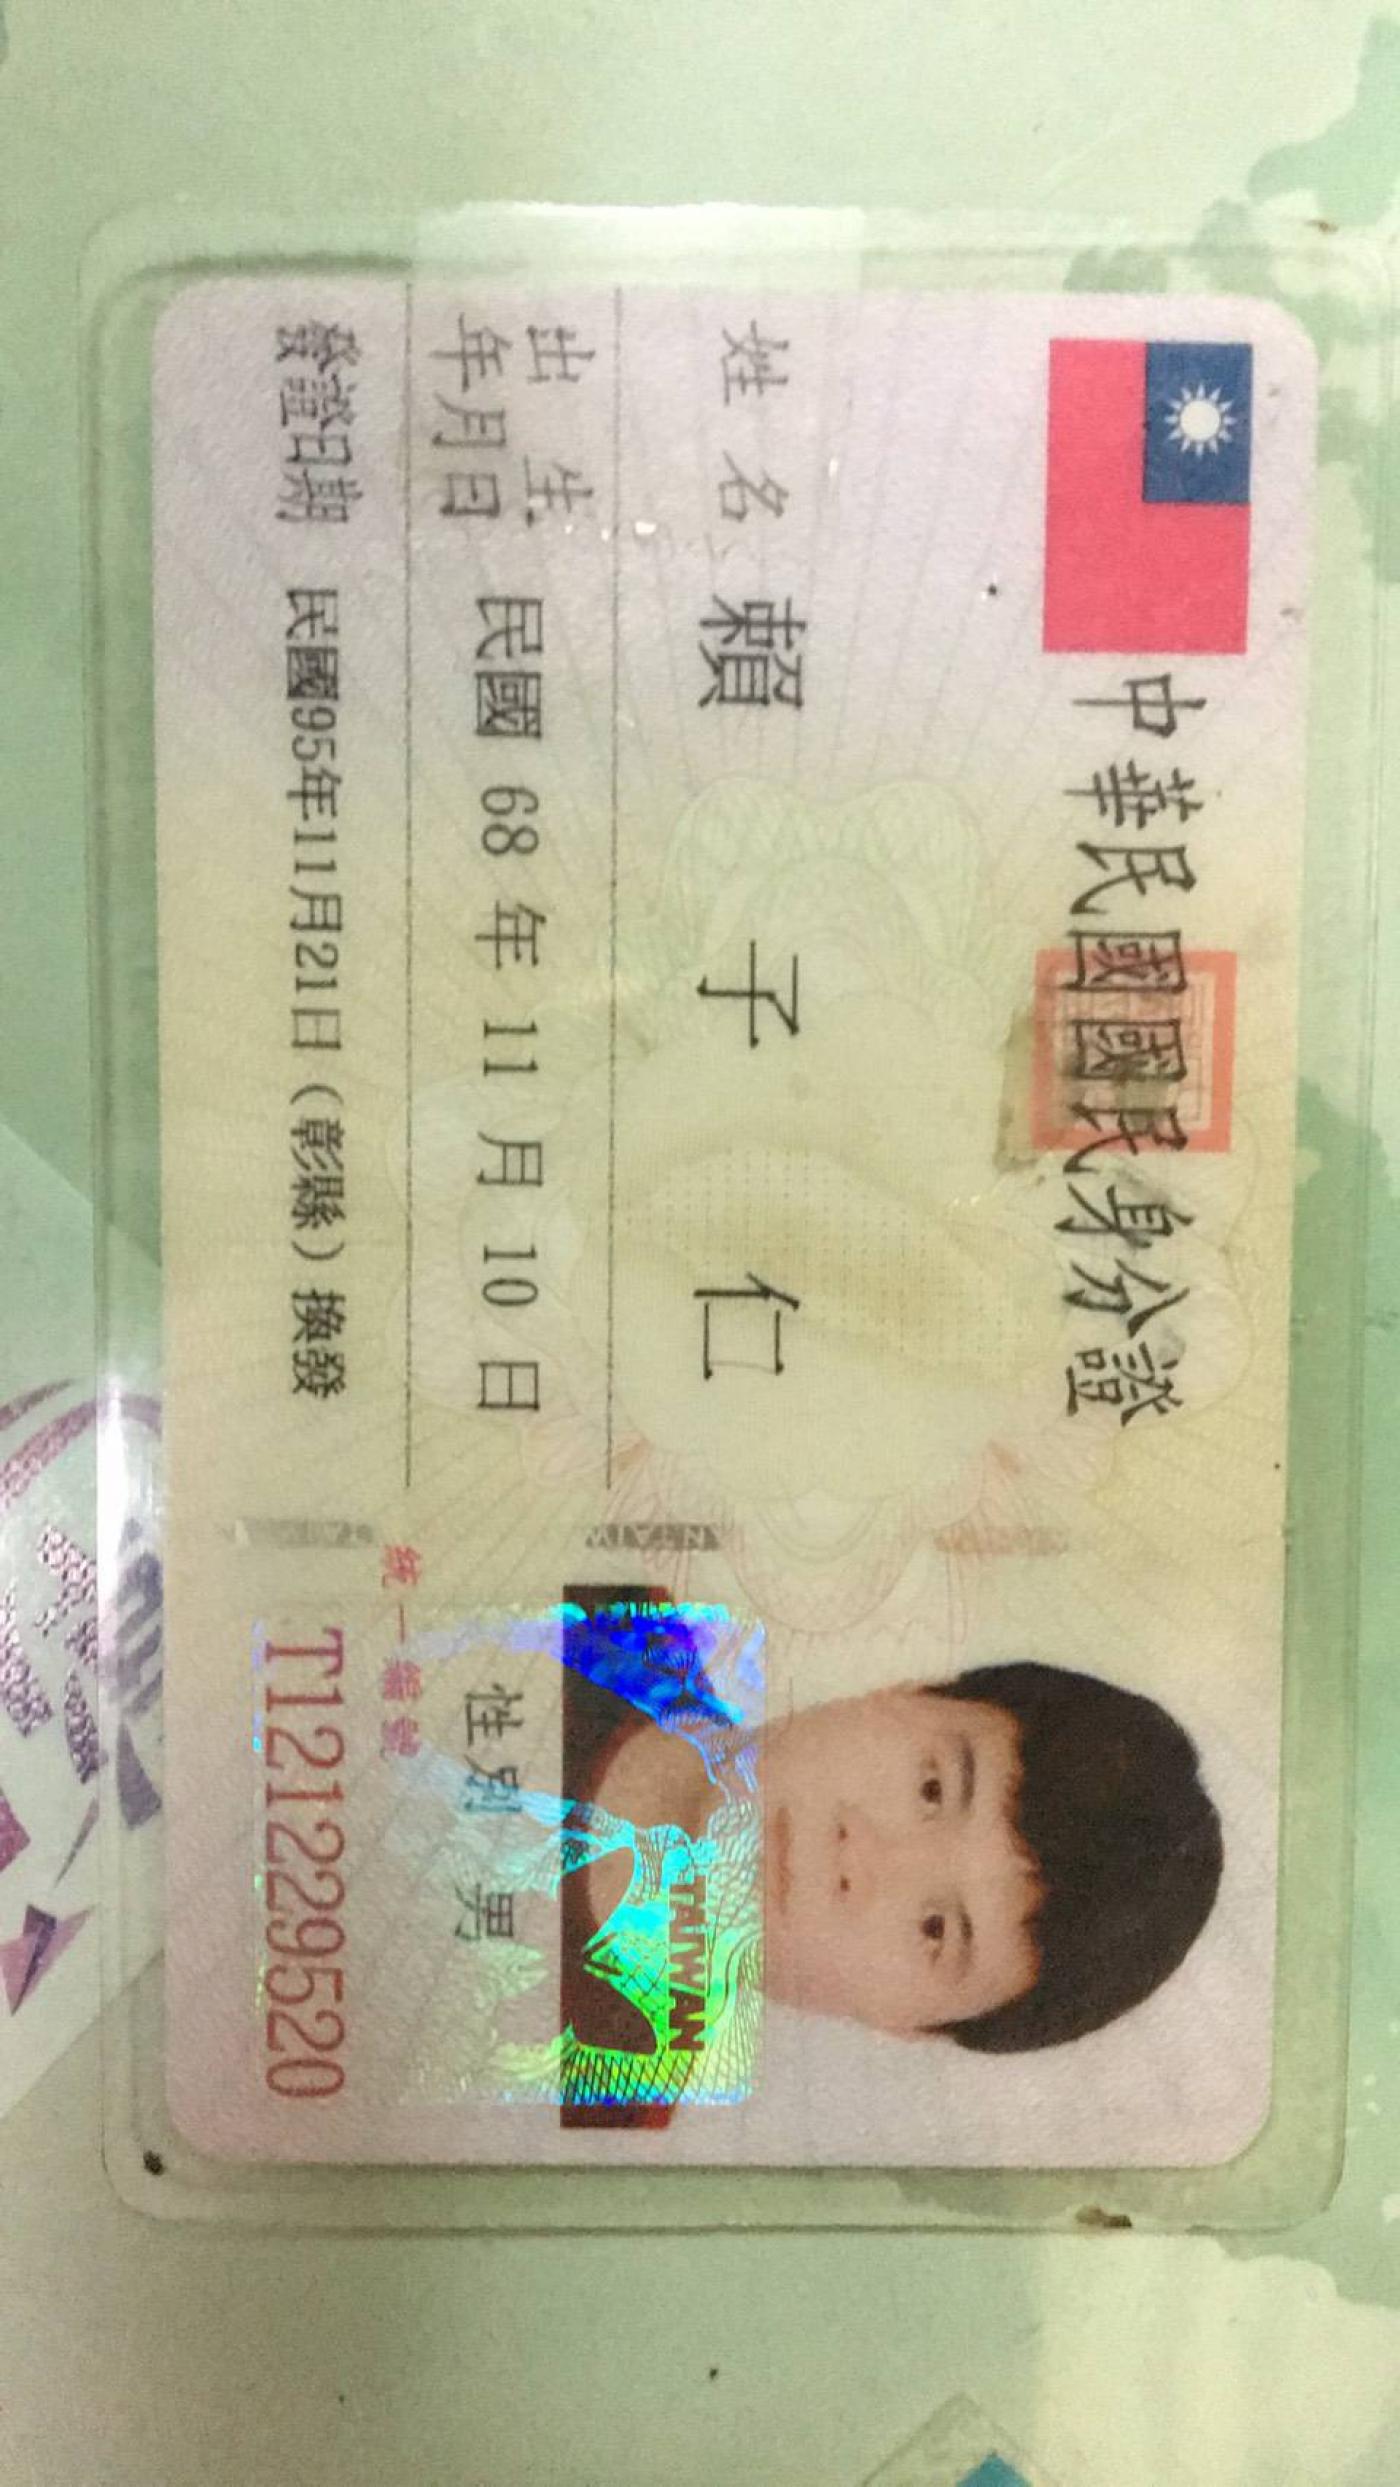 中華民國國民身分證
姓名 賴子仁
出生年月日 民國 68 年 11 月 10 日
發證日期 民國95年11月21日(彰縣)換發
性別 男
統一編號
T121229520
TAIWAN